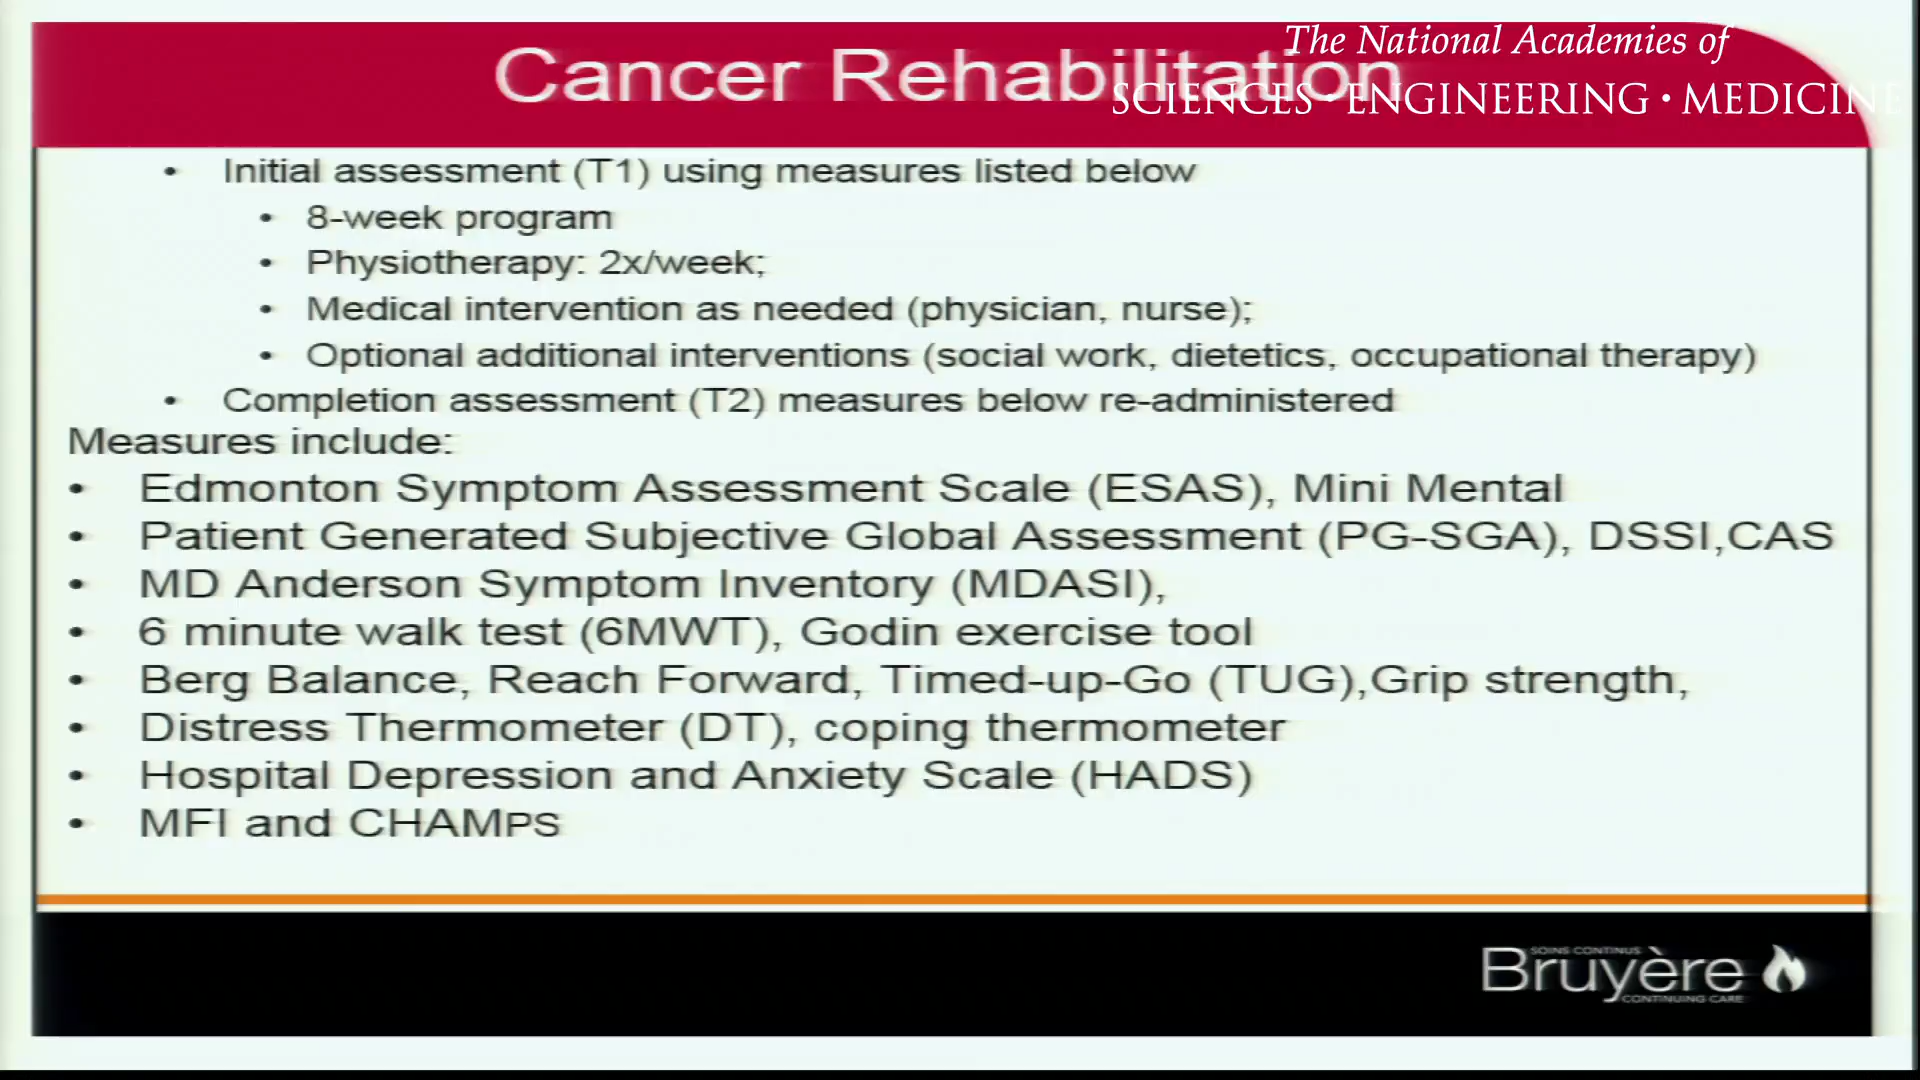 The National Academies of
Cancer Rehabilitation
SCIENCES · ENGINEERING · MEDICINE
• Initial assessment (T1) using measures listed below
• 8-week program
• Physiotherapy: 2x/week;
• Medical intervention as needed (physician, nurse);
• Optional additional interventions (social work, dietetics, occupational therapy)
• Completion assessment (T2) measures below re-administered
Measures include:
• Edmonton Symptom Assessment Scale (ESAS), Mini Mental
• Patient Generated Subjective Global Assessment (PG-SGA), DSSI,CAS
• MD Anderson Symptom Inventory (MDASI),
• 6 minute walk test (6MWT), Godin exercise tool
• Berg Balance, Reach Forward, Timed-up-Go (TUG),Grip strength,
• Distress Thermometer (DT), coping thermometer
• Hospital Depression and Anxiety Scale (HADS)
• MFI and CHAMPS
SOINS CONTINUS
Bruyère
CONTINUING CARE